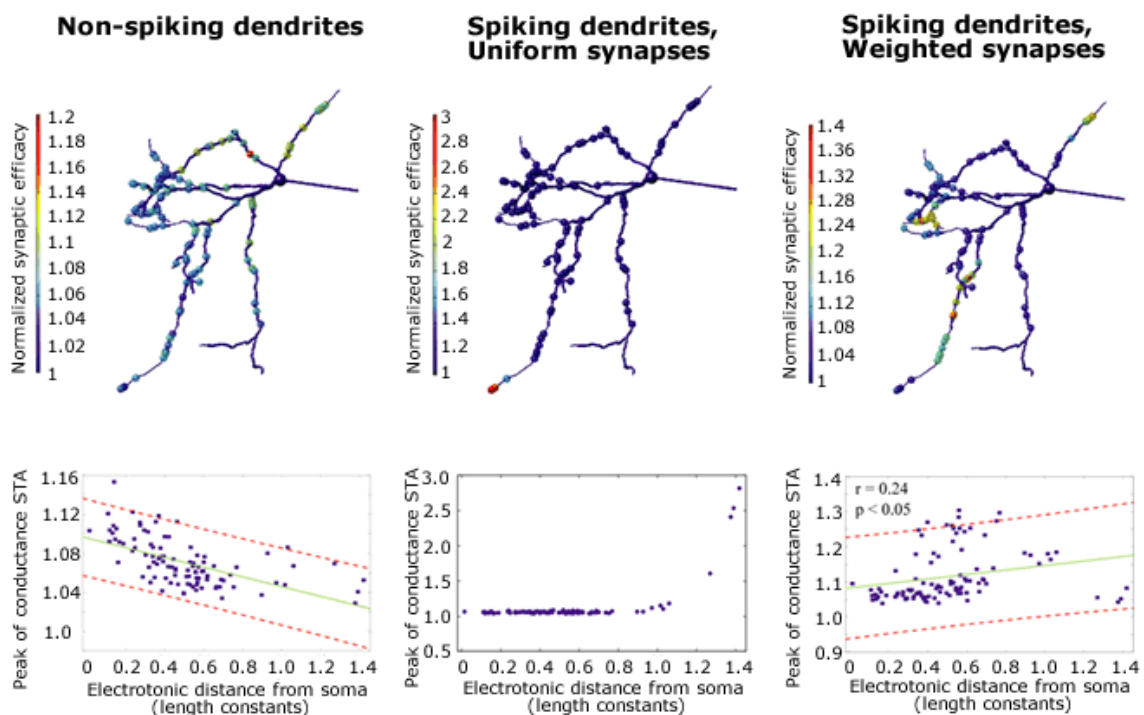 Non-spiking dendrites
Spiking dendrites,
Uniform synapses
Spiking dendrites,
Weighted synapses
Normalized synaptic efficacy
1.2
1.18
1.16
1.14
1.12
1.1
1.08
1.06
1.04
1.02
1
Normalized synaptic efficacy
3
2.8
2.6
2.4
2.2
2
1.8
1.6
1.4
1.2
1
Normalized synaptic efficacy
1.4
1.36
1.32
1.28
1.24
1.2
1.16
1.12
1.08
1.04
1
Peak of conductance STA
1.16
1.12
1.08
1.04
1.0
0 0.2 0.4 0.6 0.8 1.0 1.2 1.4
Electrotonic distance from soma
(length constants)
Peak of conductance STA
3.0
2.5
2.0
1.5
1.0
0.5
0 0.2 0.4 0.6 0.8 1.0 1.2 1.4
Electrotonic distance from soma
(length constants)
Peak of conductance STA
1.4
1.3
1.2
1.1
1.0
0.9
r = 0.24
p < 0.05
0 0.2 0.4 0.6 0.8 1.0 1.2 1.4
Electrotonic distance from soma
(length constants)